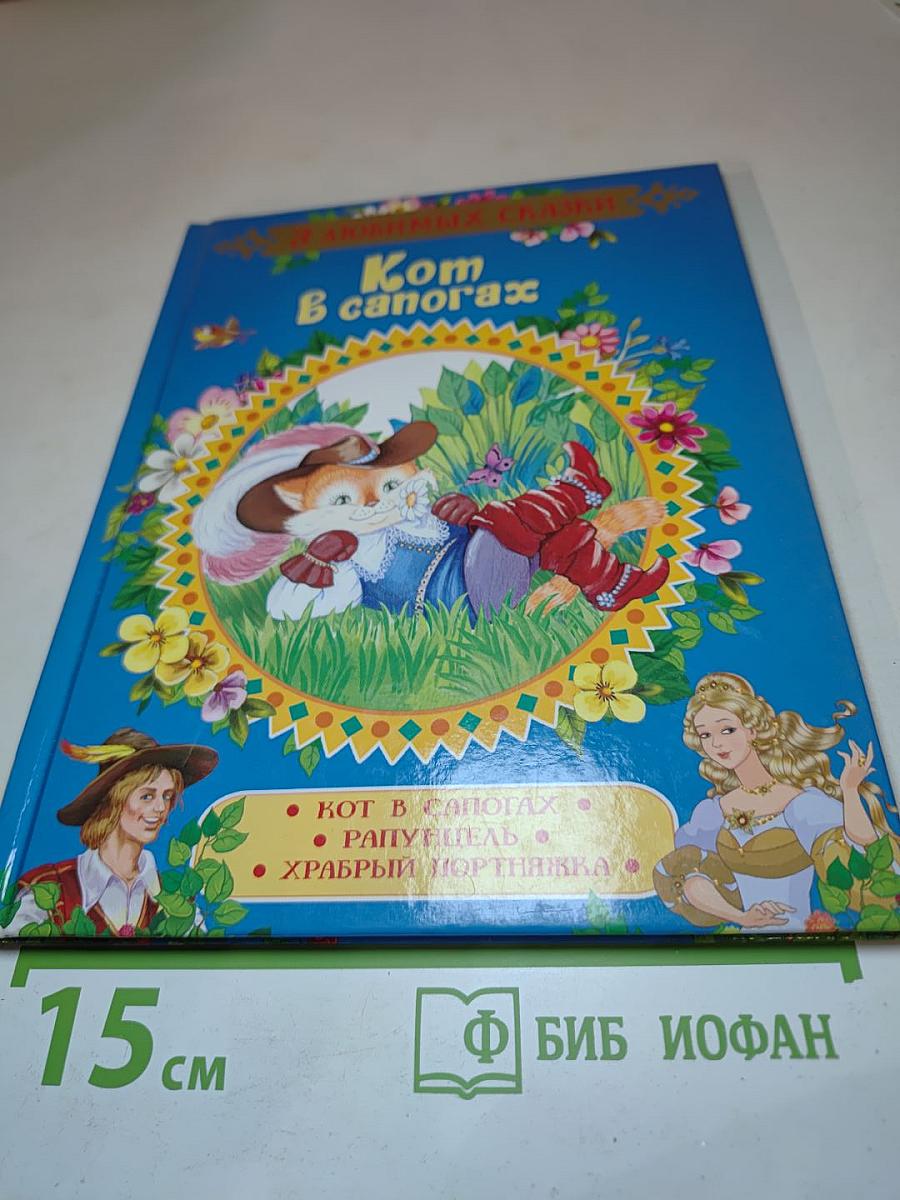 3 ЛЮБИМЫХ СКАЗКИ
Кот
в сапогах
• КОТ В САПОГАХ •
• РАПУНЦЕЛЬ •
• ХРАБРЫЙ ПОРТНЯЖКА •
15 см
Ф БИБ ИОФАН